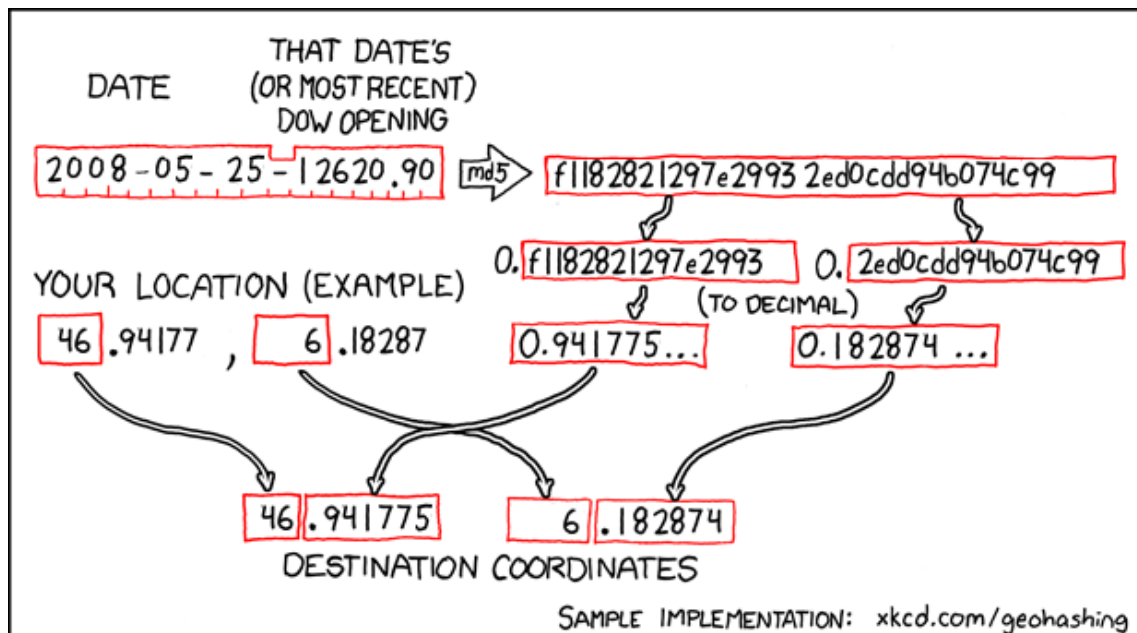 DATE
THAT DATE'S
(OR MOST RECENT)
DOW OPENING
2008-05-25-12620.90
md5
f1182821297e2993 2ed0cdd94b074c99
0. f1182821297e2993
0. 2ed0cdd94b074c99
(TO DECIMAL)
YOUR LOCATION (EXAMPLE)
46 .94177 , 6 .18287
0.941775...
0.182874 ...
46 .941775
6 .182874
DESTINATION COORDINATES
SAMPLE IMPLEMENTATION: xkcd.com/geohashing